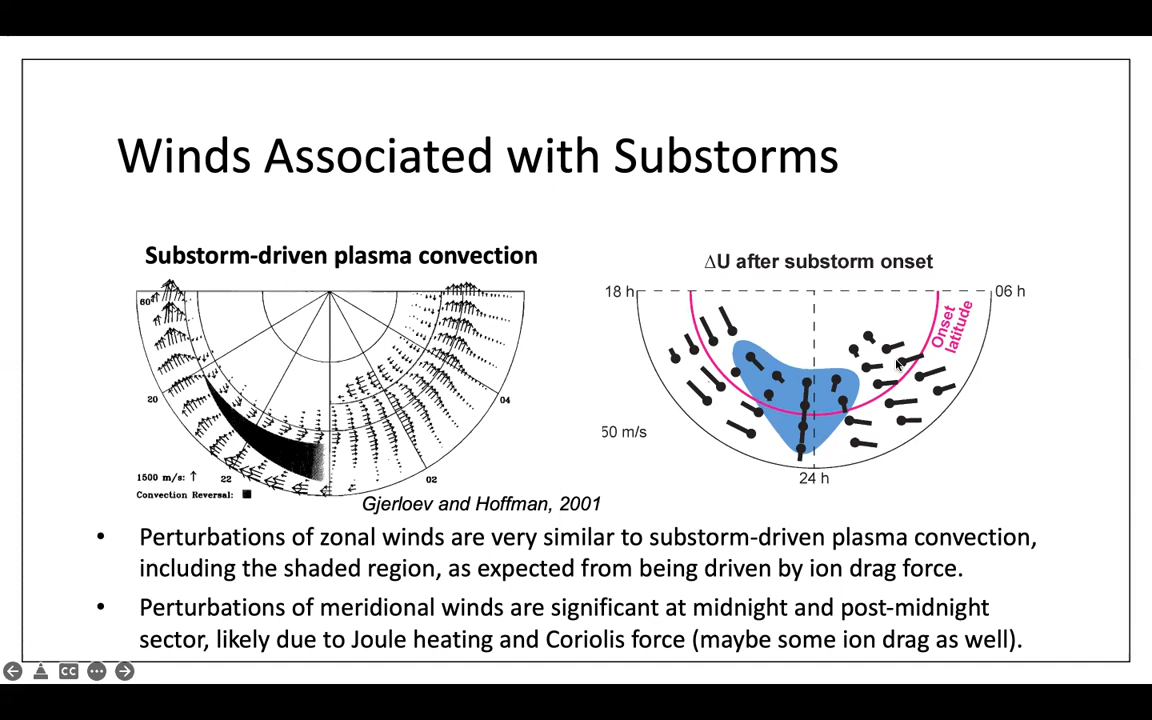 Winds Associated with Substorms
Substorm-driven plasma convection
60°
20
22
02
04
1500 m/s: ↑
Convection Reversal: ■
Gjerloev and Hoffman, 2001
∆U after substorm onset
18 h
06 h
Onset
latitude
50 m/s
24 h
• Perturbations of zonal winds are very similar to substorm-driven plasma convection,
including the shaded region, as expected from being driven by ion drag force.
• Perturbations of meridional winds are significant at midnight and post-midnight
sector, likely due to Joule heating and Coriolis force (maybe some ion drag as well).
CC